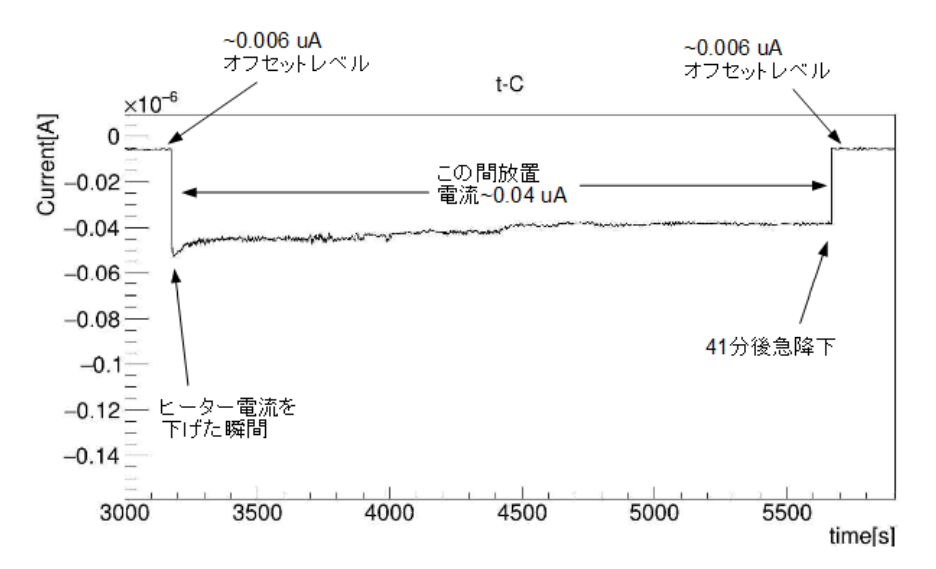 ~0.006 uA
オフセットレベル
~0.006 uA
オフセットレベル
t-C
×10⁻⁶
Current[A]
0
−0.02
−0.04
−0.06
−0.08
−0.1
−0.12
−0.14
この間放置
電流~0.04 uA
41分後急降下
ヒーター電流を
下げた瞬間
3000 3500 4000 4500 5000 5500
time[s]